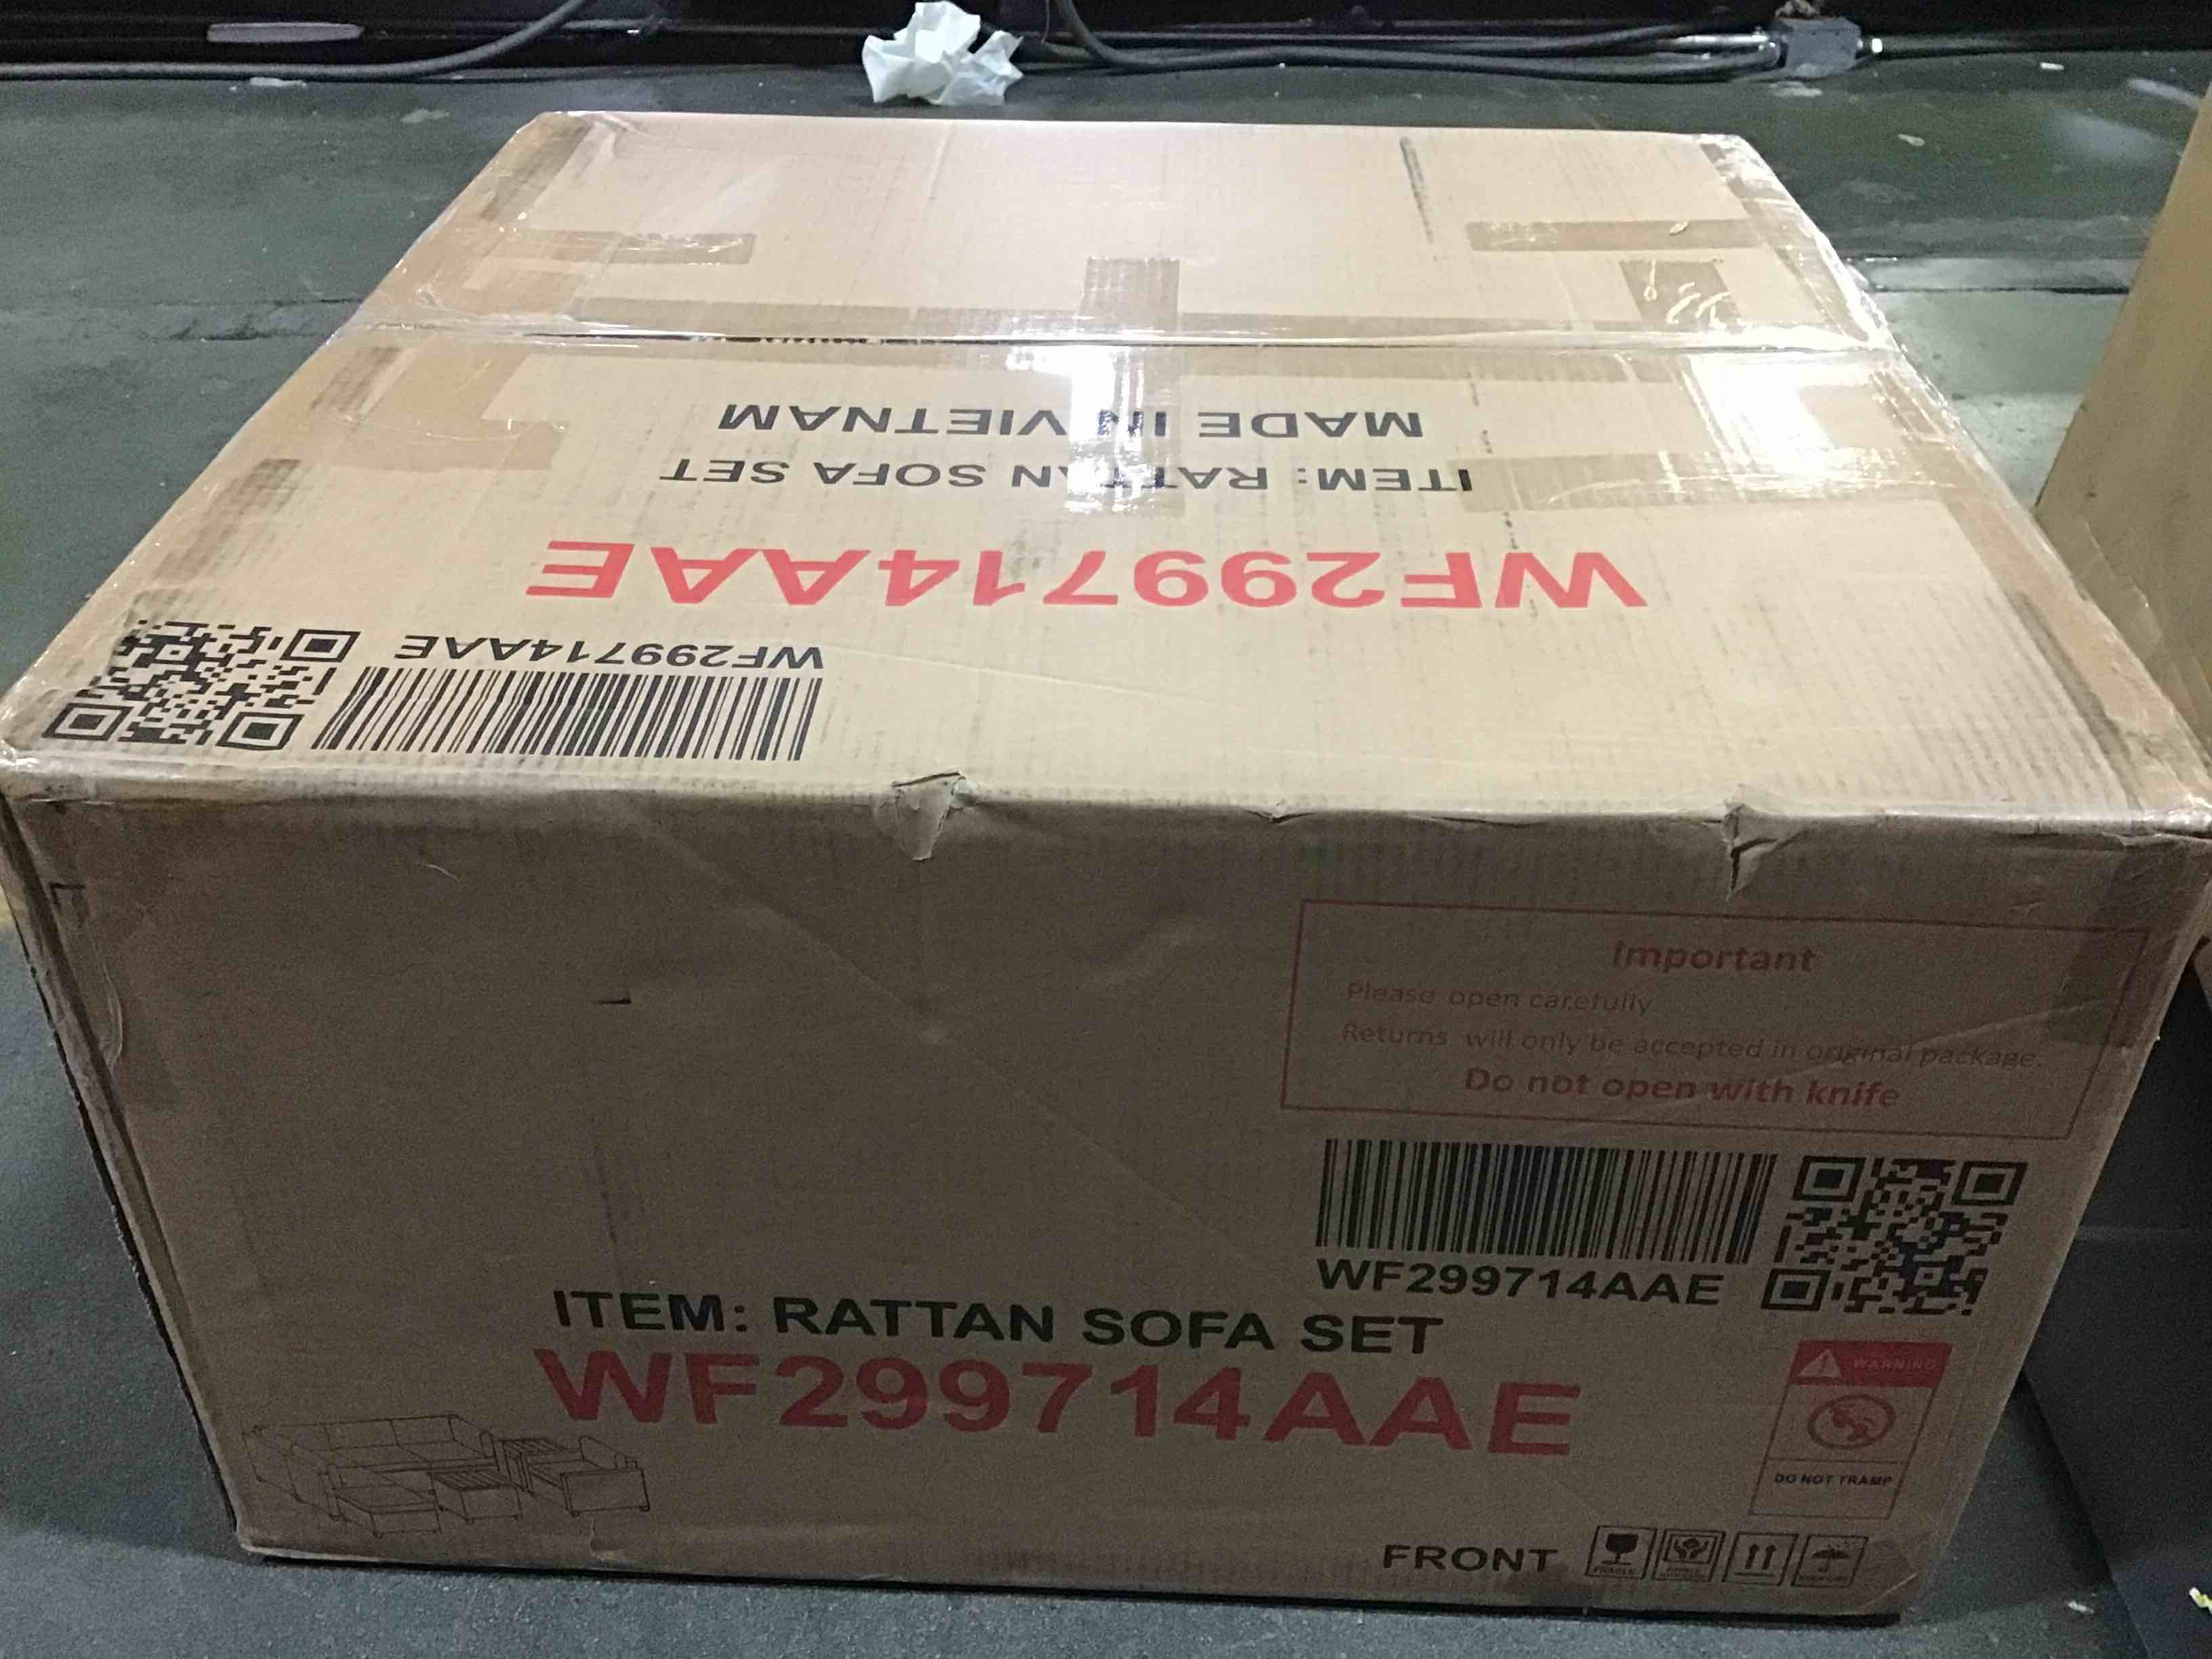 MADE IN VIETNAM
ITEM: RATTAN SOFA SET
WF299714AAE
WF299714AAE
Important
Please open carefully
Returns will only be accepted in original package.
Do not open with knife
WF299714AAE
ITEM: RATTAN SOFA SET
WF299714AAE
WARNING
DO NOT TRAMP
FRONT
FRAGILE